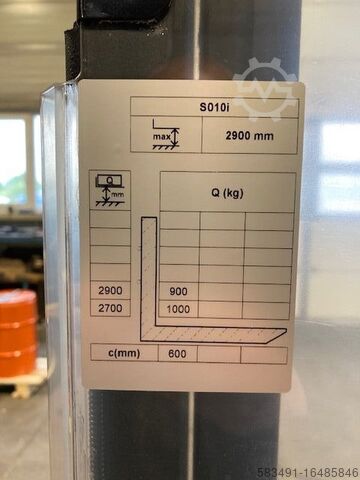 S010i
max 2900 mm
Q
mm
Q (kg)
2900 900
2700 1000
c(mm) 600
583491-16485846